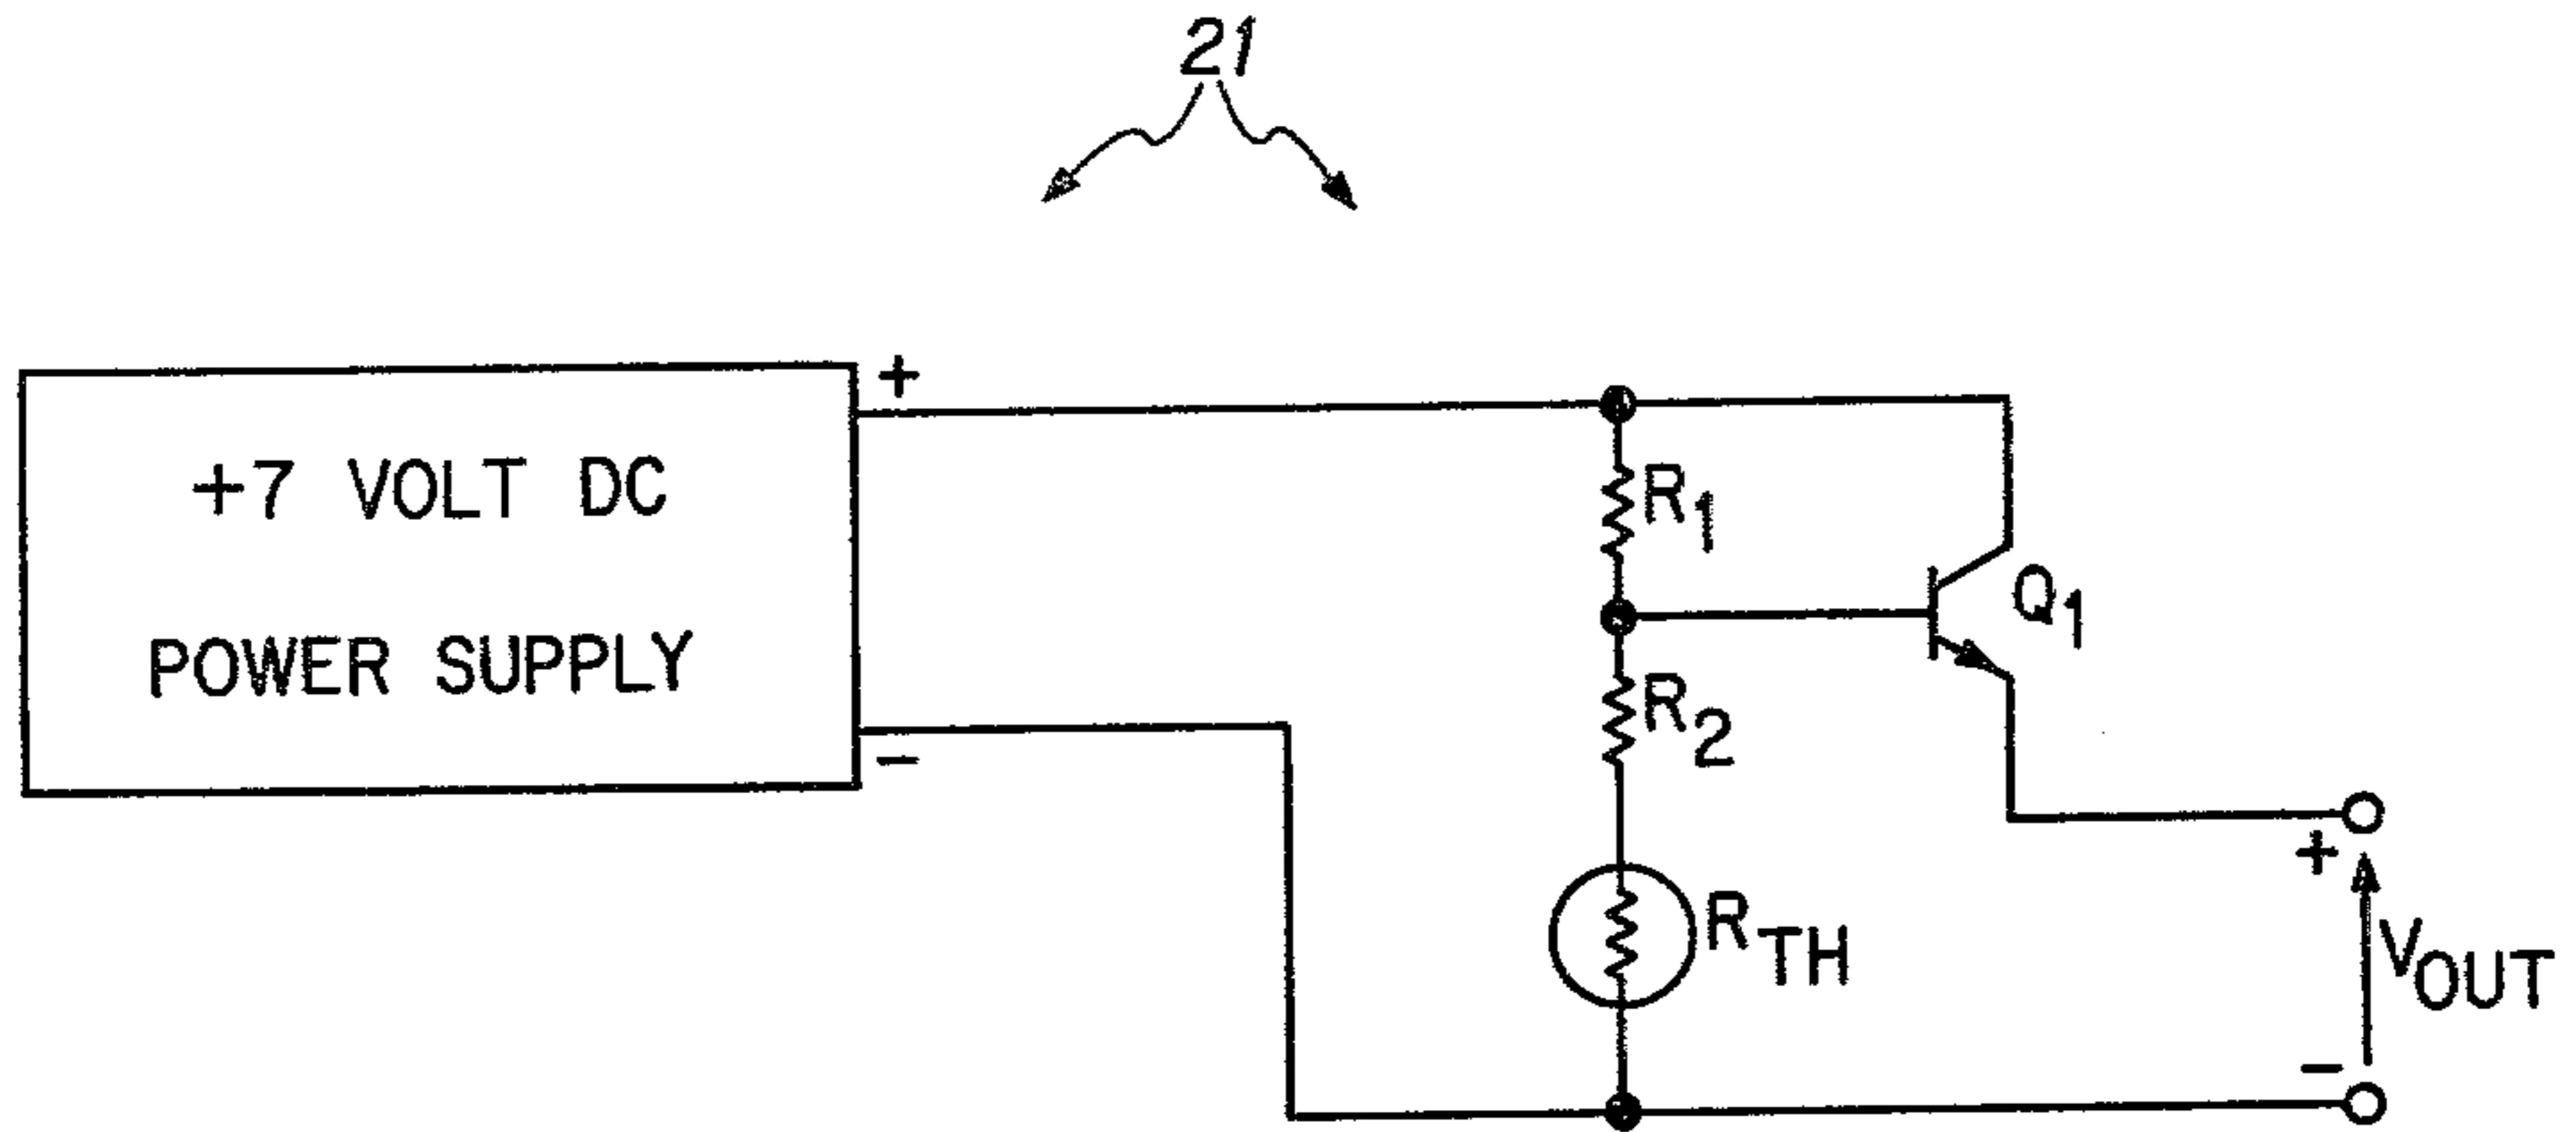 21
+
+7 VOLT DC
POWER SUPPLY
-
R1
Q1
R2
RTH
+
VOUT
-